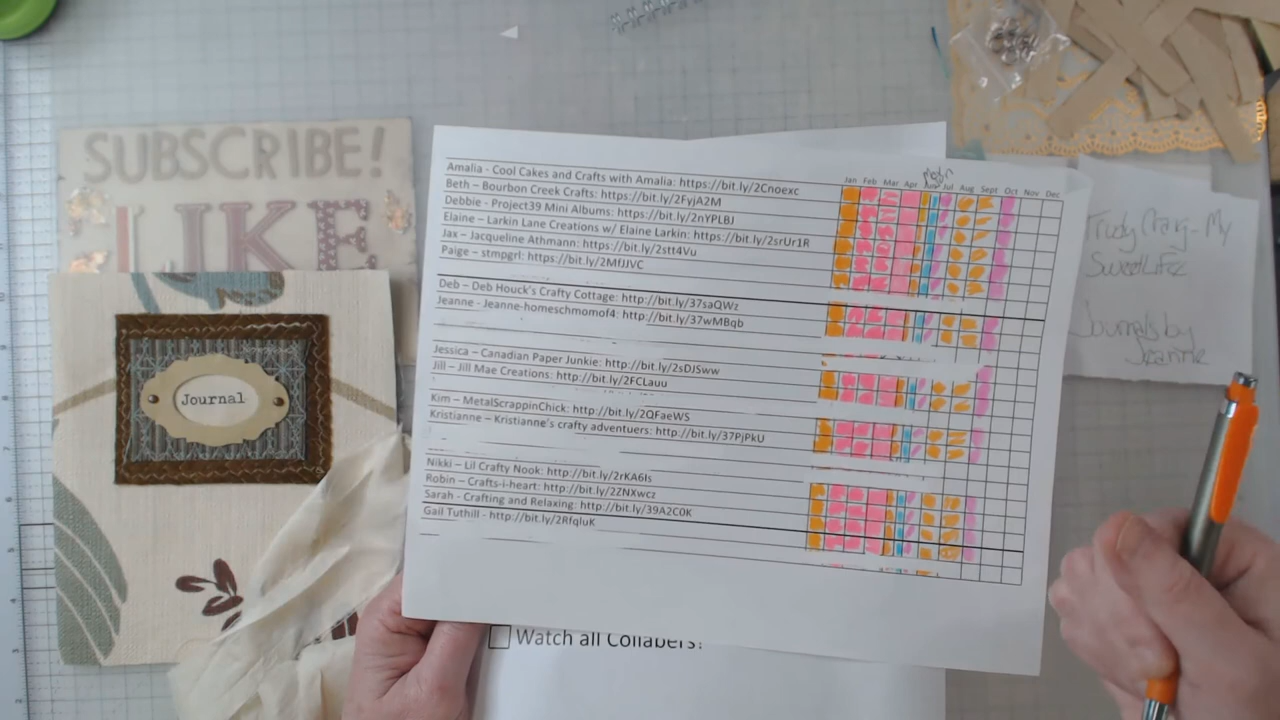 SUBSCRIBE!
LIKE
Journal
Jan Feb Mar Apr July Aug Sept Oct Nov Dec
Amalia - Cool Cakes and Crafts with Amalia: https://bit.ly/2Cnoexc
Beth – Bourbon Creek Crafts: https://bit.ly/2FyjA2M
Debbie - Project39 Mini Albums: https://bit.ly/2nYPLBJ
Elaine – Larkin Lane Creations w/ Elaine Larkin: https://bit.ly/2srUr1R
Jax – Jacqueline Athmann: https://bit.ly/2stt4Vu
Paige – stmpgrl: https://bit.ly/2MfJJVC
Deb – Deb Houck's Crafty Cottage: http://bit.ly/37saQWz
Jeanne - Jeanne-homeschmomof4: http://bit.ly/37wMBqb
Jessica – Canadian Paper Junkie: http://bit.ly/2sDJSww
Jill – Jill Mae Creations: http://bit.ly/2FCLauu
Kim – MetalScrappinChick: http://bit.ly/2QFaeWS
Kristianne – Kristianne's crafty adventuers: http://bit.ly/37PjPkU
Nikki – Lil Crafty Nook: http://bit.ly/2rKA6Is
Robin – Crafts-i-heart: http://bit.ly/2ZNXwcz
Sarah - Crafting and Relaxing: http://bit.ly/39A2C0K
Gail Tuthill - http://bit.ly/2RfqluK
Watch all Collabers!
Trudy Craig - My
Sweet Life
Journals by
Jeanne